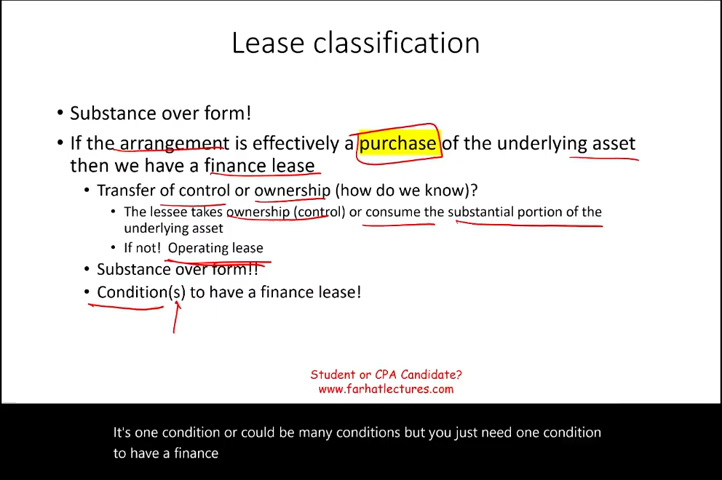 Lease classification
• Substance over form!
• If the arrangement is effectively a purchase of the underlying asset
then we have a finance lease
• Transfer of control or ownership (how do we know)?
• The lessee takes ownership (control) or consume the substantial portion of the
underlying asset
• If not! Operating lease
• Substance over form!!
• Condition(s) to have a finance lease!
Student or CPA Candidate?
www.farhatlectures.com
It's one condition or could be many conditions but you just need one condition
to have a finance